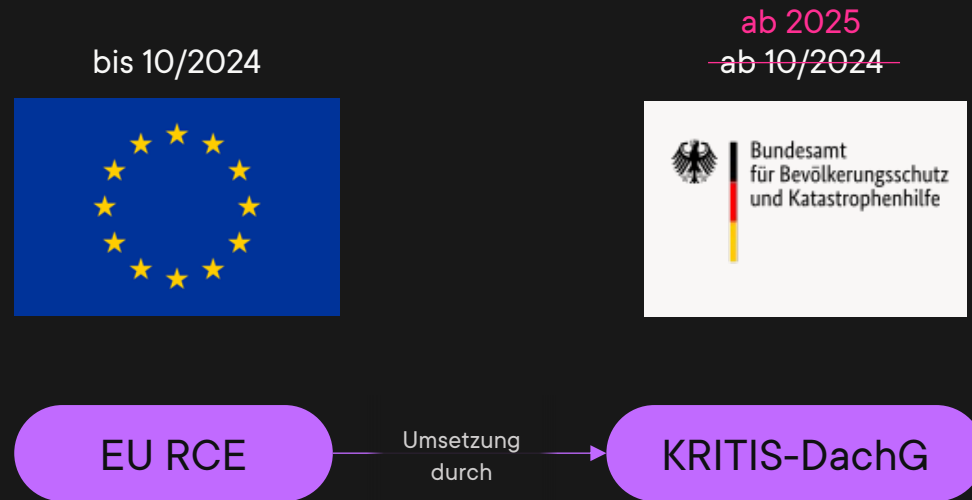 bis 10/2024
ab 2025
ab 10/2024
Bundesamt
für Bevölkerungsschutz
und Katastrophenhilfe
EU RCE
Umsetzung
durch
KRITIS-DachG